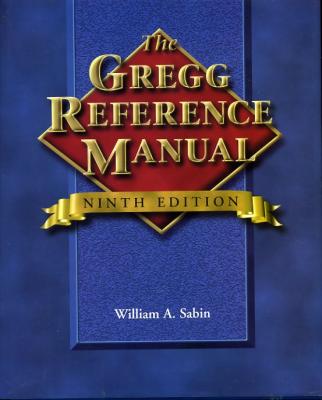 The
GREGG
REFERENCE
MANUAL
NINTH EDITION
William A. Sabin